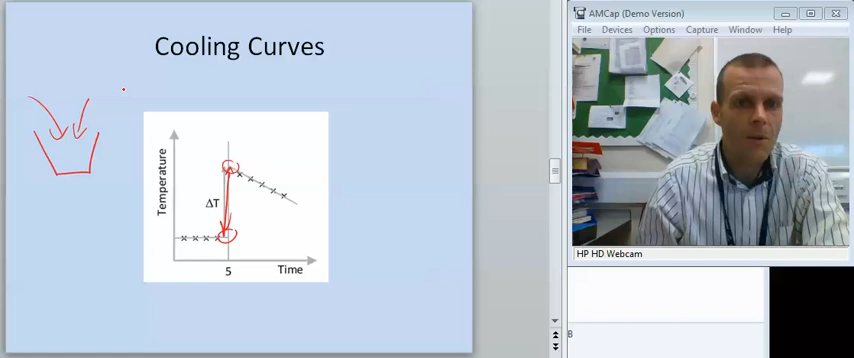 Cooling Curves
Temperature
ΔT
5
Time
AMCap (Demo Version)
File Devices Options Capture Window Help
HP HD Webcam
B